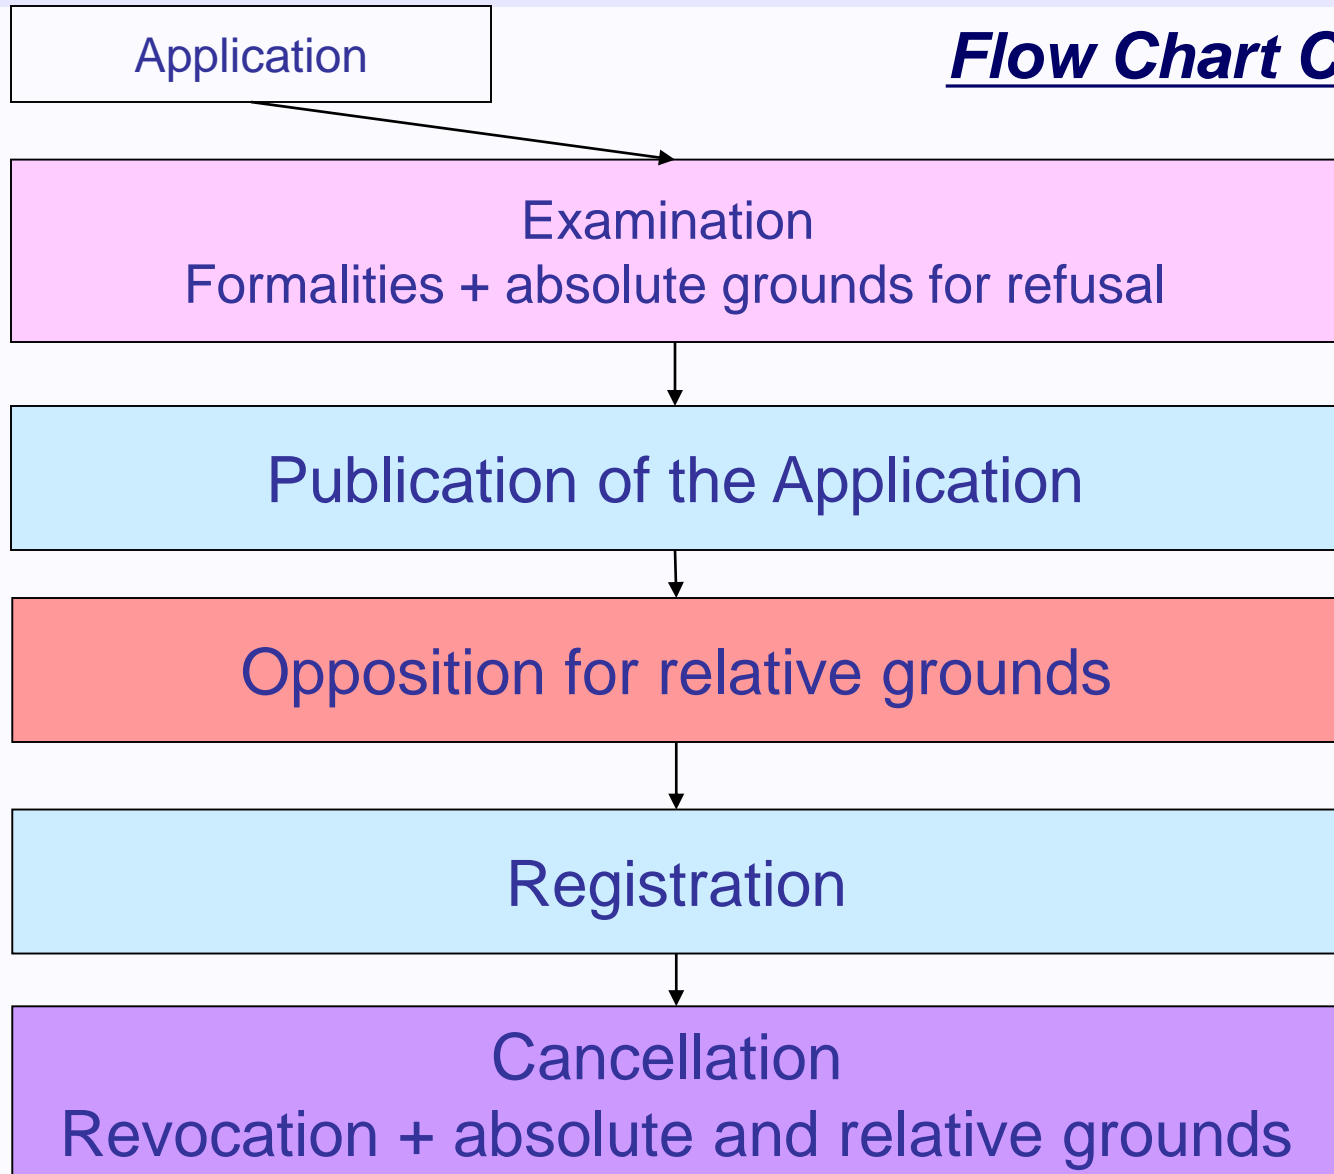 Application
Flow Chart C
Examination
Formalities + absolute grounds for refusal
Publication of the Application
Opposition for relative grounds
Registration
Cancellation
Revocation + absolute and relative grounds